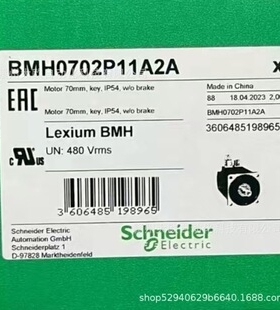 BMH0702P11A2A
X
EAC
Motor 70mm, key, IP54, w/o brake
Motor 70mm, key, IP54, w/o brake
Made in China
88 18.04.2023
BMH0702P11A2A
3606485198965
Lexium BMH
UN: 480 Vrms
c UL us
3 606485 198965
Schneider Electric
Automation GmbH
Schneiderplatz 1
D-97828 Marktheidenfeld
Schneider
Electric
shop52940629b6640.1688.com